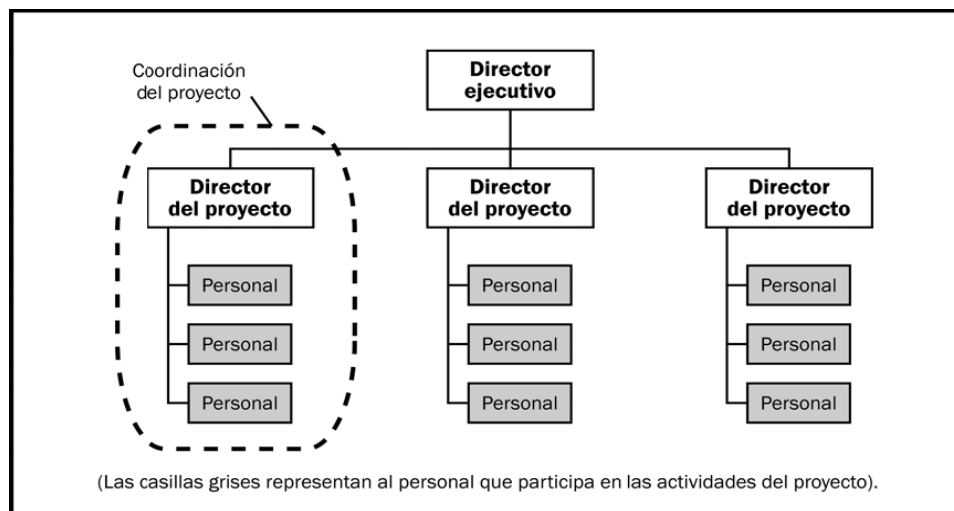 Coordinación
del proyecto
Director
ejecutivo
Director
del proyecto
Director
del proyecto
Director
del proyecto
Personal
Personal
Personal
Personal
Personal
Personal
Personal
Personal
Personal
(Las casillas grises representan al personal que participa en las actividades del proyecto).